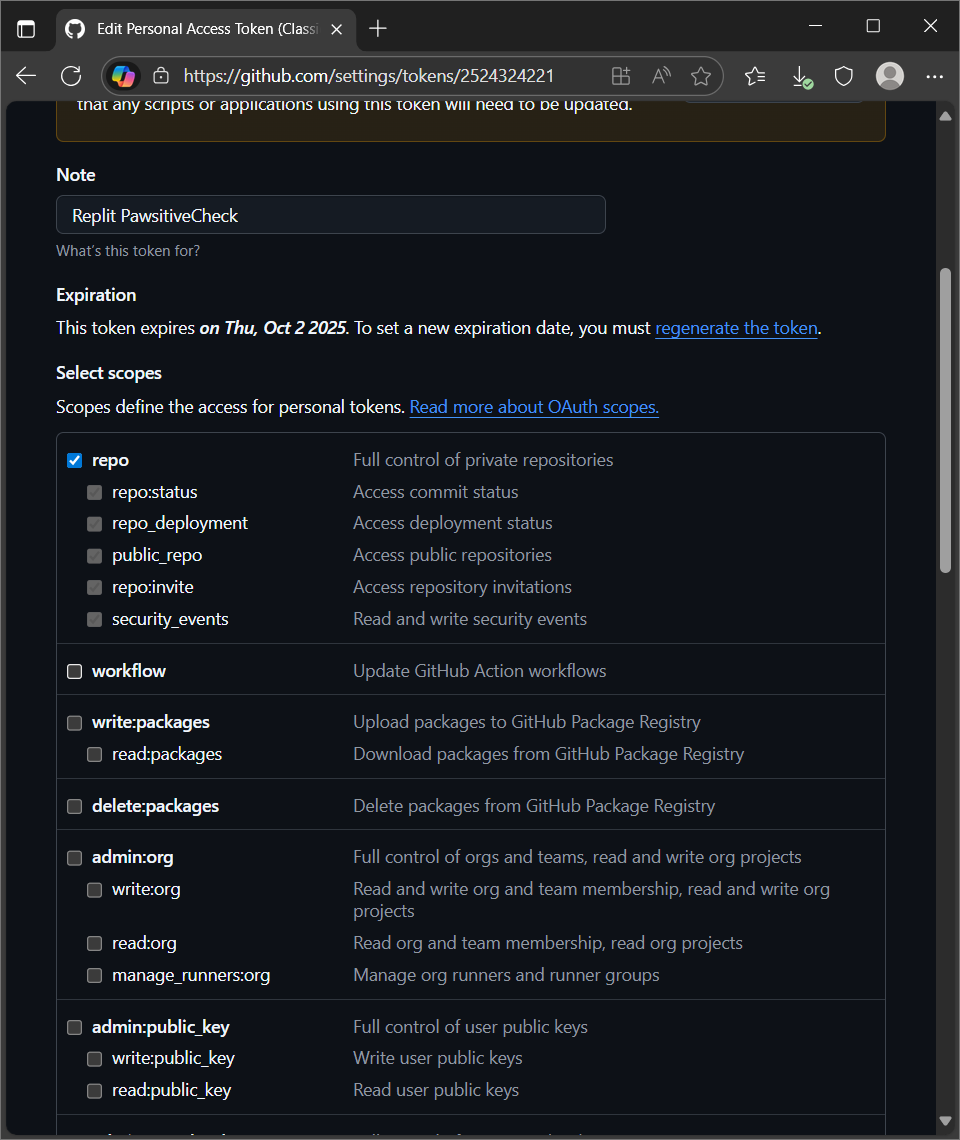 Edit Personal Access Token (Classi
https://github.com/settings/tokens/2524324221
that any scripts or applications using this token will need to be updated.
Note
Replit PawsitiveCheck
What's this token for?
Expiration
This token expires on Thu, Oct 2 2025. To set a new expiration date, you must regenerate the token.
Select scopes
Scopes define the access for personal tokens. Read more about OAuth scopes.
repo Full control of private repositories
repo:status Access commit status
repo_deployment Access deployment status
public_repo Access public repositories
repo:invite Access repository invitations
security_events Read and write security events
workflow Update GitHub Action workflows
write:packages Upload packages to GitHub Package Registry
read:packages Download packages from GitHub Package Registry
delete:packages Delete packages from GitHub Package Registry
admin:org Full control of orgs and teams, read and write org projects
write:org Read and write org and team membership, read and write org
projects
read:org Read org and team membership, read org projects
manage_runners:org Manage org runners and runner groups
admin:public_key Full control of user public keys
write:public_key Write user public keys
read:public_key Read user public keys